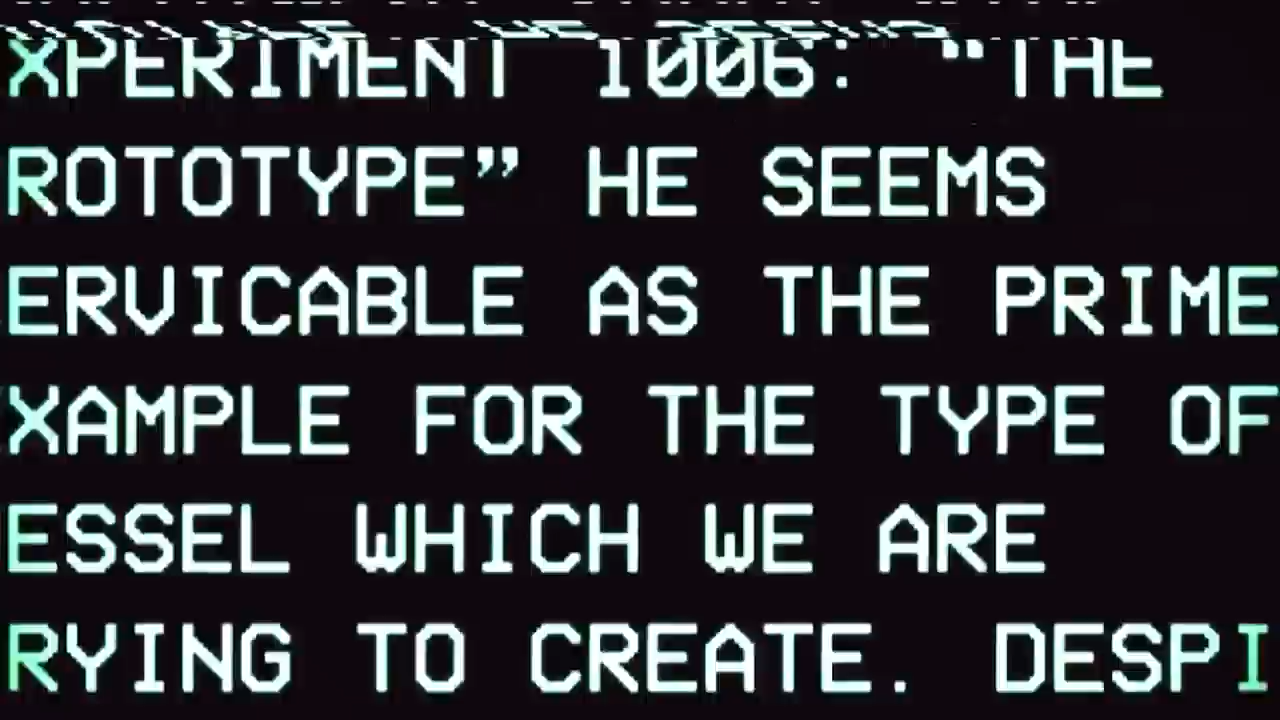 XPERIMENT 1006: “THE
ROTOTYPE” HE SEEMS
ERVICABLE AS THE PRIME
XAMPLE FOR THE TYPE OF
ESSEL WHICH WE ARE
RYING TO CREATE. DESPI